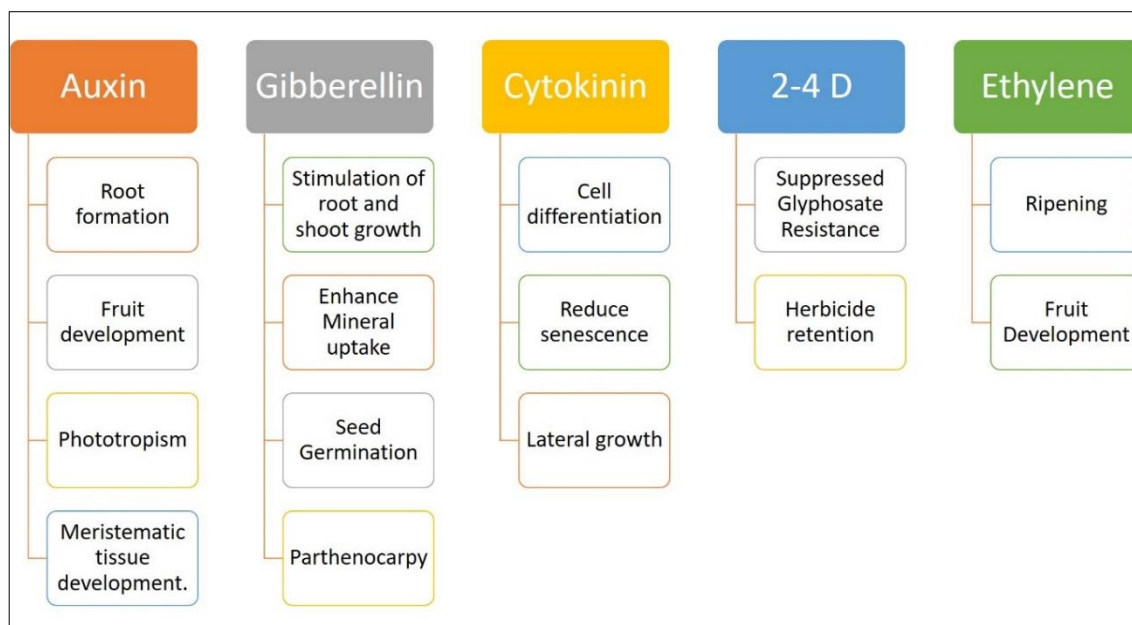 Auxin
Root
formation
Fruit
development
Phototropism
Meristematic
tissue
development.
Gibberellin
Stimulation of
root and
shoot growth
Enhance
Mineral
uptake
Seed
Germination
Parthenocarpy
Cytokinin
Cell
differentiation
Reduce
senescence
Lateral growth
2-4 D
Suppressed
Glyphosate
Resistance
Herbicide
retention
Ethylene
Ripening
Fruit
Development